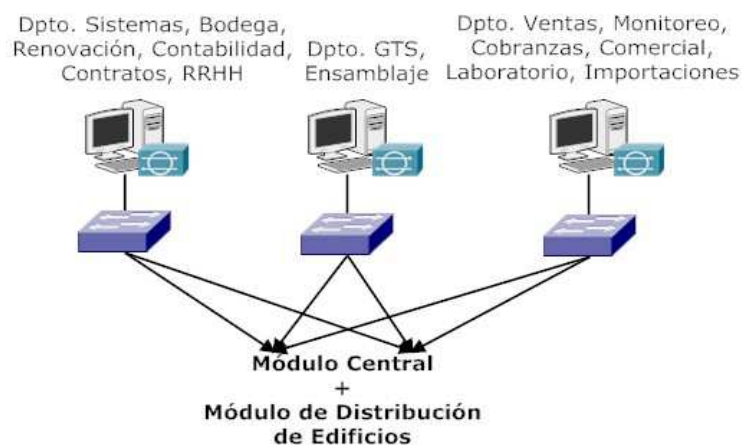 Dpto. Sistemas, Bodega,
Renovación, Contabilidad,
Contratos, RRHH
Dpto. GTS,
Ensamblaje
Dpto. Ventas, Monitoreo,
Cobranzas, Comercial,
Laboratorio, Importaciones
Módulo Central
+
Módulo de Distribución
de Edificios